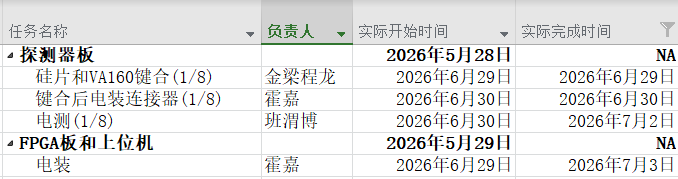 任务名称 负责人 实际开始时间 实际完成时间
探测器板 2026年5月28日 NA
硅片和VA160键合(1/8) 金梁程龙 2026年6月29日 2026年6月29日
键合后电装连接器(1/8) 霍嘉 2026年6月30日 2026年6月30日
电测(1/8) 班渭博 2026年6月30日 2026年7月2日
FPGA板和上位机 2026年5月29日 NA
电装 霍嘉 2026年6月29日 2026年7月3日